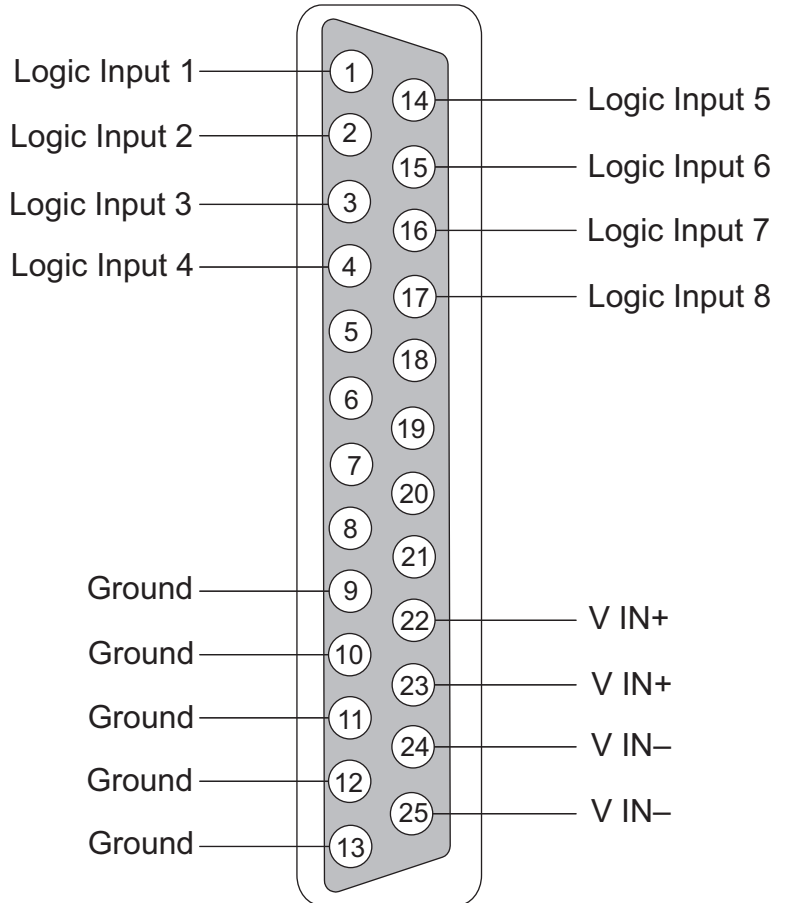 Logic Input 1
1
14
Logic Input 5
Logic Input 2
2
15
Logic Input 6
Logic Input 3
3
16
Logic Input 7
Logic Input 4
4
17
Logic Input 8
5
18
6
19
7
20
8
21
Ground
9
22
V IN+
Ground
10
23
V IN+
Ground
11
24
V IN–
Ground
12
25
V IN–
Ground
13